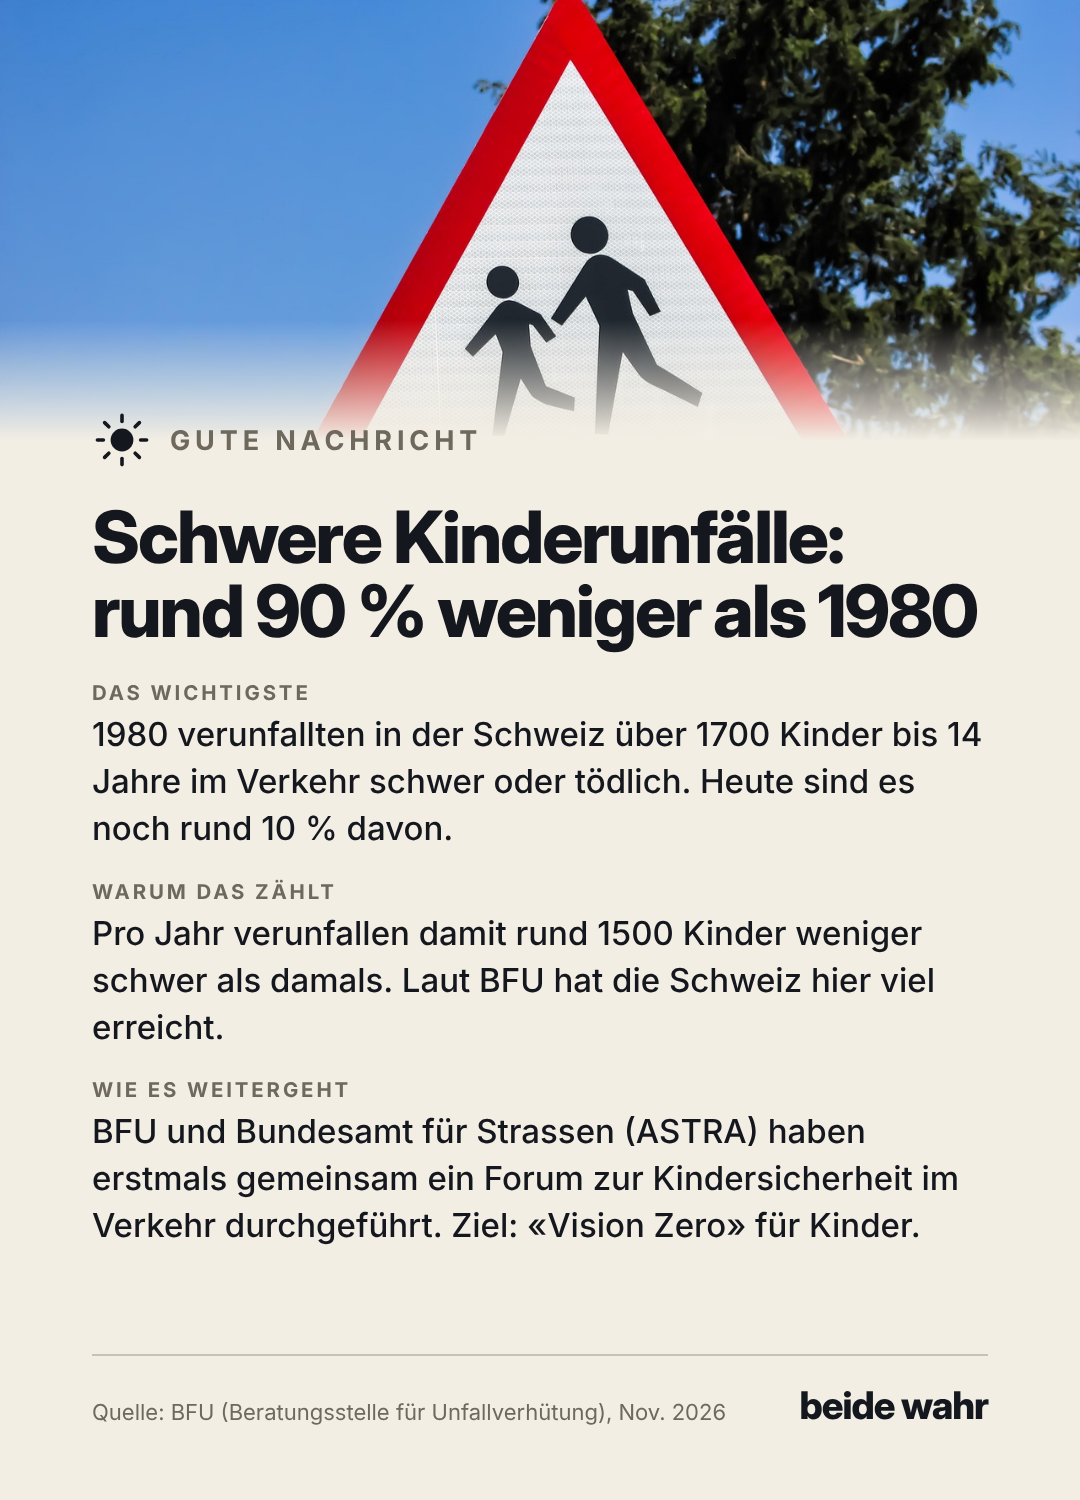 GUTE NACHRICHT
Schwere Kinderunfälle:
rund 90 % weniger als 1980
DAS WICHTIGSTE
1980 verunfallten in der Schweiz über 1700 Kinder bis 14
Jahre im Verkehr schwer oder tödlich. Heute sind es
noch rund 10 % davon.
WARUM DAS ZÄHLT
Pro Jahr verunfallen damit rund 1500 Kinder weniger
schwer als damals. Laut BFU hat die Schweiz hier viel
erreicht.
WIE ES WEITERGEHT
BFU und Bundesamt für Strassen (ASTRA) haben
erstmals gemeinsam ein Forum zur Kindersicherheit im
Verkehr durchgeführt. Ziel: «Vision Zero» für Kinder.
Quelle: BFU (Beratungsstelle für Unfallverhütung), Nov. 2026
beide wahr